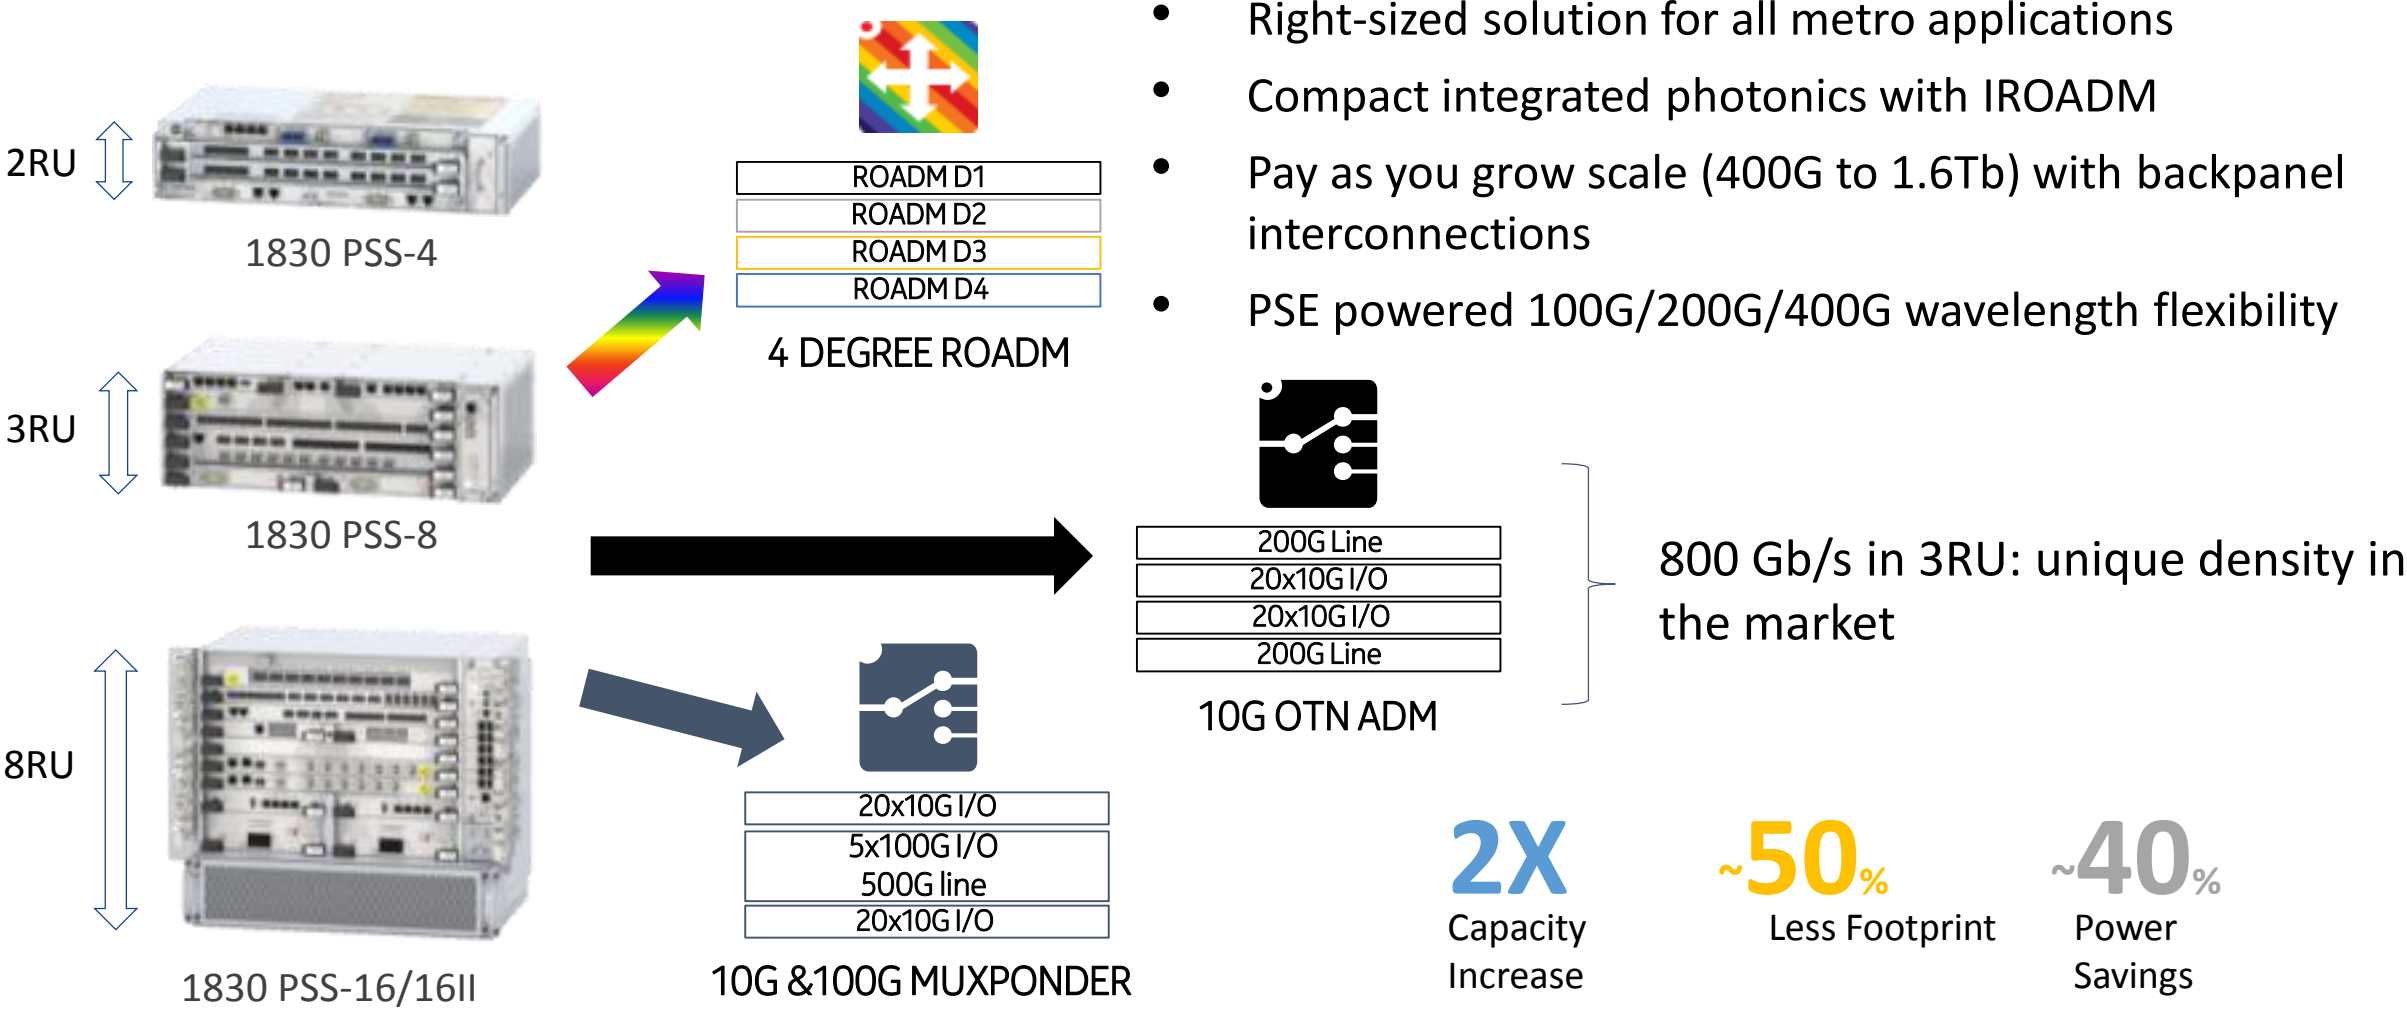 2RU
1830 PSS-4
3RU
1830 PSS-8
8RU
1830 PSS-16/16II
ROADM D1
ROADM D2
ROADM D3
ROADM D4
4 DEGREE ROADM
• Right-sized solution for all metro applications
• Compact integrated photonics with IROADM
• Pay as you grow scale (400G to 1.6Tb) with backpanel
interconnections
• PSE powered 100G/200G/400G wavelength flexibility
200G Line
20x10G I/O
20x10G I/O
200G Line
10G OTN ADM
800 Gb/s in 3RU: unique density in
the market
20x10G I/O
5x100G I/O
500G line
20x10G I/O
10G &100G MUXPONDER
2X
Capacity
Increase
~50%
Less Footprint
~40%
Power
Savings